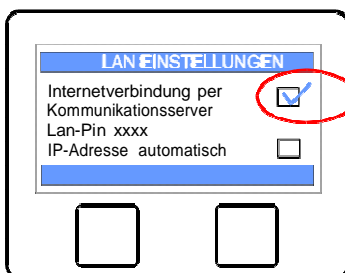 LAN EINSTELLUNGEN
Internetverbindung per
Kommunikationsserver
Lan-Pin xxxx
IP-Adresse automatisch